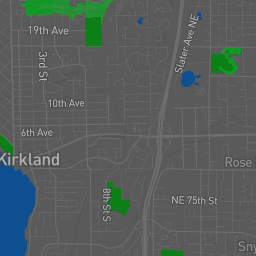 19th Ave
Slater Ave NE
3rd St
10th Ave
6th Ave
Kirkland
Rose
8th St S
NE 75th St
Sny